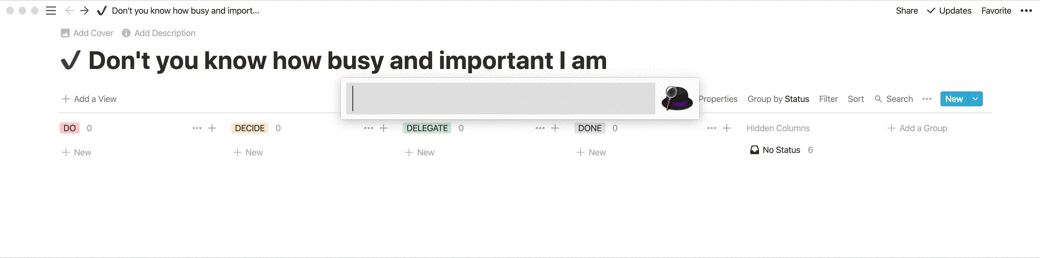 Don't you know how busy and import... Share Updates Favorite
Add Cover Add Description
Don't you know how busy and important I am
Add a View Properties Group by Status Filter Sort Search New
DO 0 DECIDE 0 DELEGATE 0 DONE 0 Hidden Columns Add a Group
New New New New No Status 6